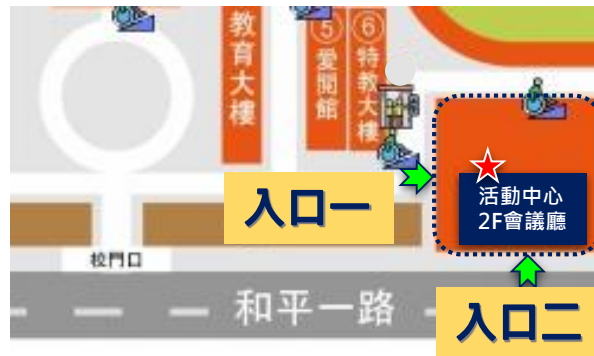 教育大樓
⑤愛閱館
⑥特教大樓
入口一
活動中心
2F會議廳
校門口
和平一路
入口二